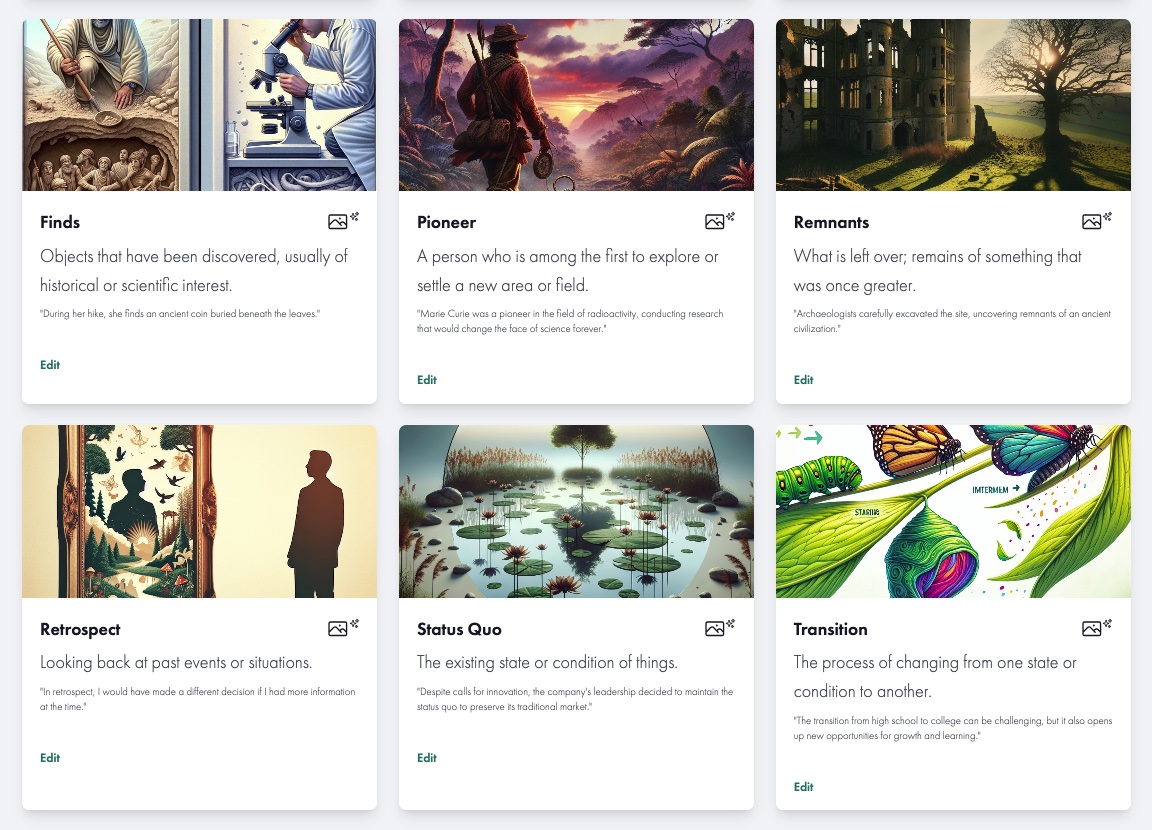 Finds
Objects that have been discovered, usually of
historical or scientific interest.
"During her hike, she finds an ancient coin buried beneath the leaves."
Edit
Pioneer
A person who is among the first to explore or
settle a new area or field.
"Marie Curie was a pioneer in the field of radioactivity, conducting research
that would change the face of science forever."
Edit
Remnants
What is left over; remains of something that
was once greater.
"Archaeologists carefully excavated the site, uncovering remnants of an ancient
civilization."
Edit
Retrospect
Looking back at past events or situations.
"In retrospect, I would have made a different decision if I had more information
at the time."
Edit
Status Quo
The existing state or condition of things.
"Despite calls for innovation, the company's leadership decided to maintain the
status quo to preserve its traditional market."
Edit
IMTERMEM
Transition
The process of changing from one state or
condition to another.
"The transition from high school to college can be challenging, but it also opens
up new opportunities for growth and learning."
Edit